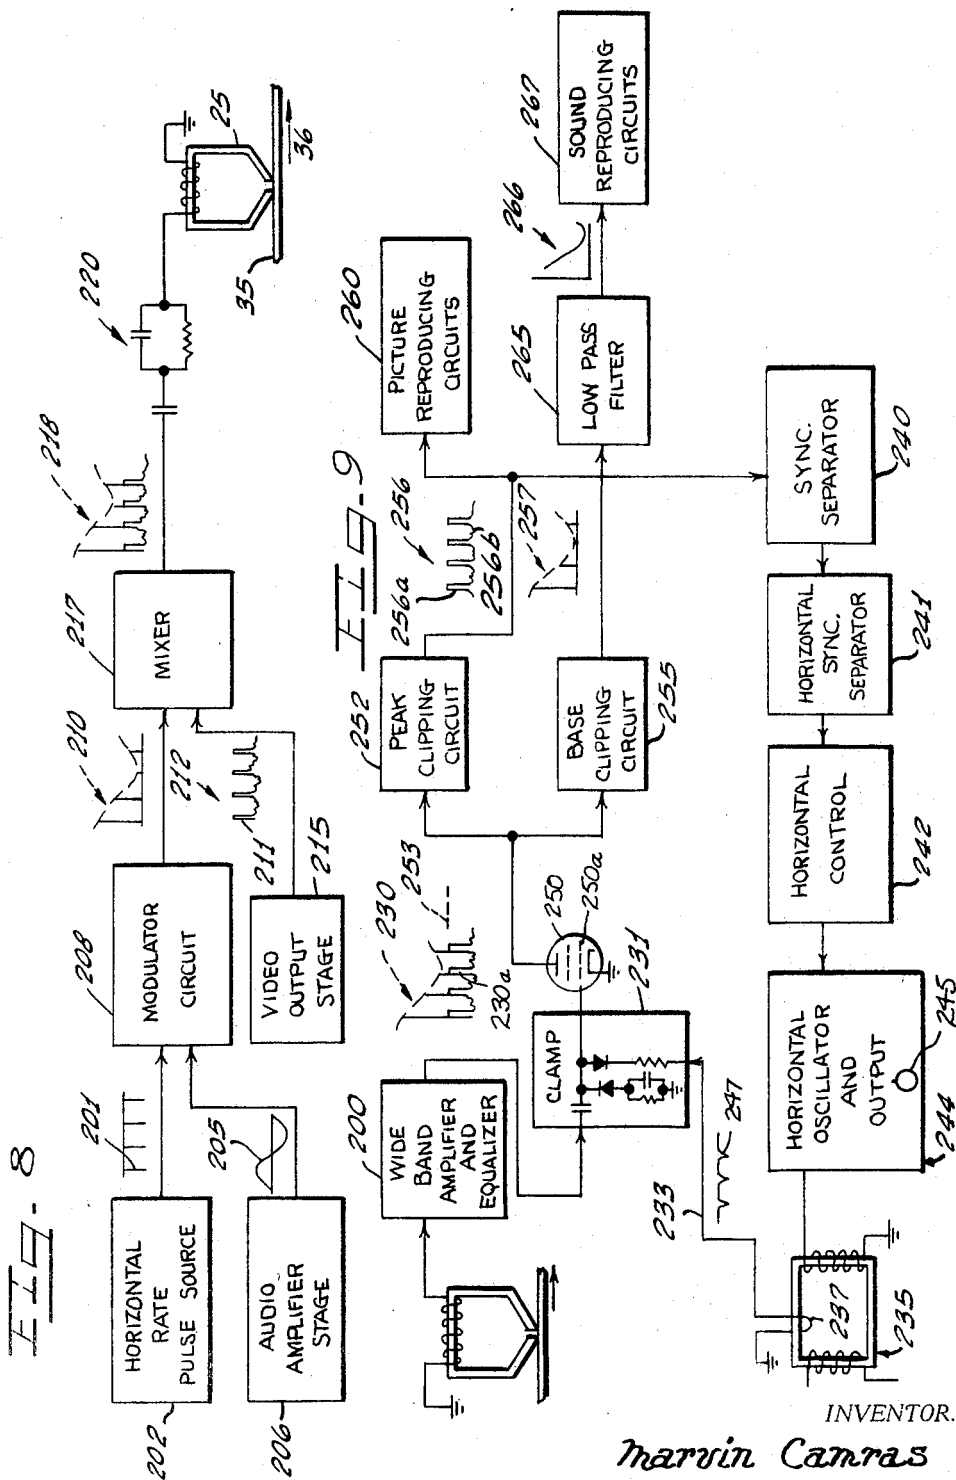 FIG. 8
202
HORIZONTAL
RATE
PULSE SOURCE
201
206
AUDIO
AMPLIFIER
STAGE
205
208
MODULATOR
CIRCUIT
210
211
212
215
VIDEO
OUTPUT
STAGE
217
MIXER
218
220
25
35
36
FIG. 9
200
WIDE
BAND
AMPLIFIER
AND
EQUALIZER
230
230a
253
CLAMP
231
250
250a
252
PEAK
CLIPPING
CIRCUIT
255
BASE
CLIPPING
CIRCUIT
256a
256
256b
257
260
PICTURE
REPRODUCING
CIRCUITS
265
LOW PASS
FILTER
266
267
SOUND
REPRODUCING
CIRCUITS
SYNC.
SEPARATOR
240
HORIZONTAL
SYNC.
SEPARATOR
241
HORIZONTAL
CONTROL
242
HORIZONTAL
OSCILLATOR
AND
OUTPUT
245
244
247
233
237
235
INVENTOR.
Marvin Camras